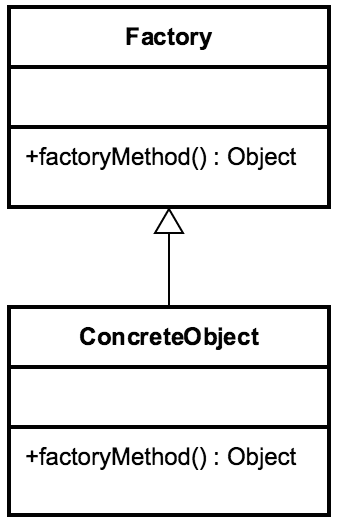 Factory
+factoryMethod() : Object
ConcreteObject
+factoryMethod() : Object